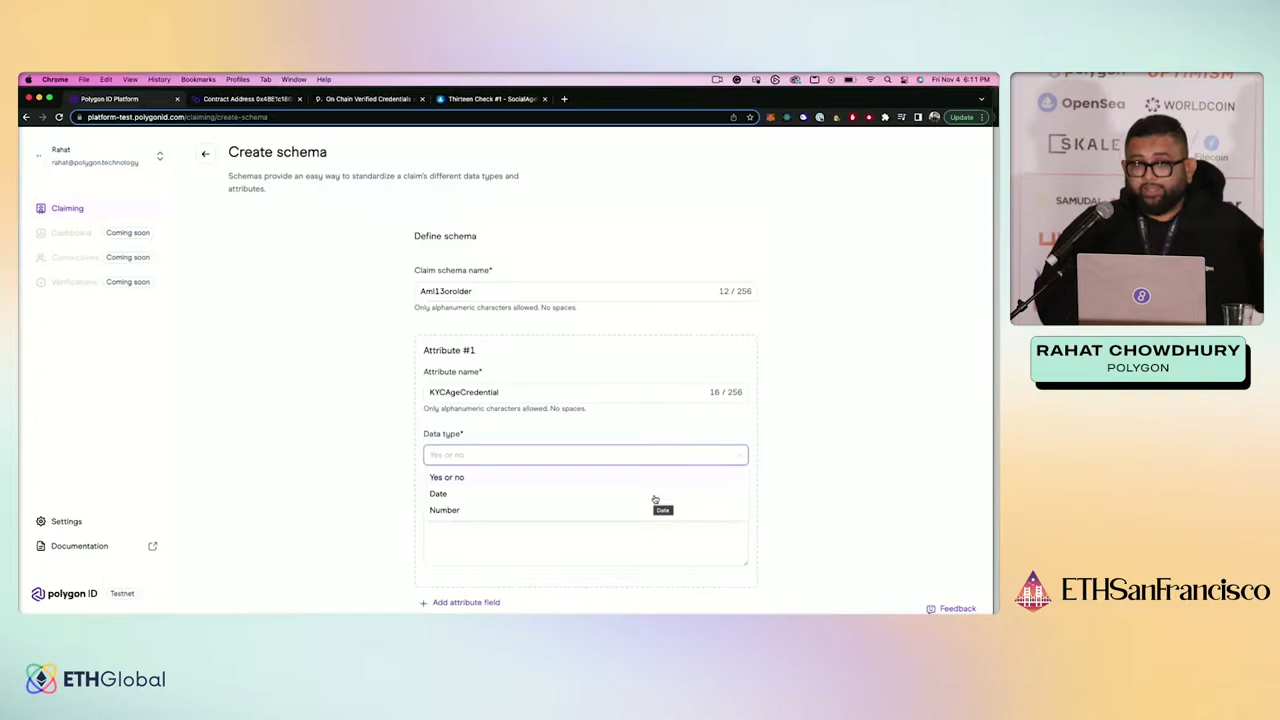 Chrome File Edit View History Bookmarks Profiles Tab Window Help
Fri Nov 4 6:11 PM
Polygon ID Platform
Contract Address 0x4BE1c18
On Chain Verified Credentials
Thirteen Check #1 - SocialAge
platform-test.polygonid.com/claiming/create-schema
Update
Rahat
rahat@polygon.technology
Claiming
Dashboard Coming soon
Connections Coming soon
Verifications Coming soon
Settings
Documentation
polygon ID Testnet
Create schema
Schemas provide an easy way to standardize a claim's different data types and
attributes.
Define schema
Claim schema name*
AmI13orolder 12 / 256
Only alphanumeric characters allowed. No spaces.
Attribute #1
Attribute name*
KYCAgeCredential 16 / 256
Only alphanumeric characters allowed. No spaces.
Data type*
Yes or no
Yes or no
Date
Number
Date
+ Add attribute field
Feedback
OPTIMISM
OpenSea
WORLDCOIN
SKALE
Filecoin
SAMUDAI
RAHAT CHOWDHURY
POLYGON
ETHSanFrancisco
ETHGlobal